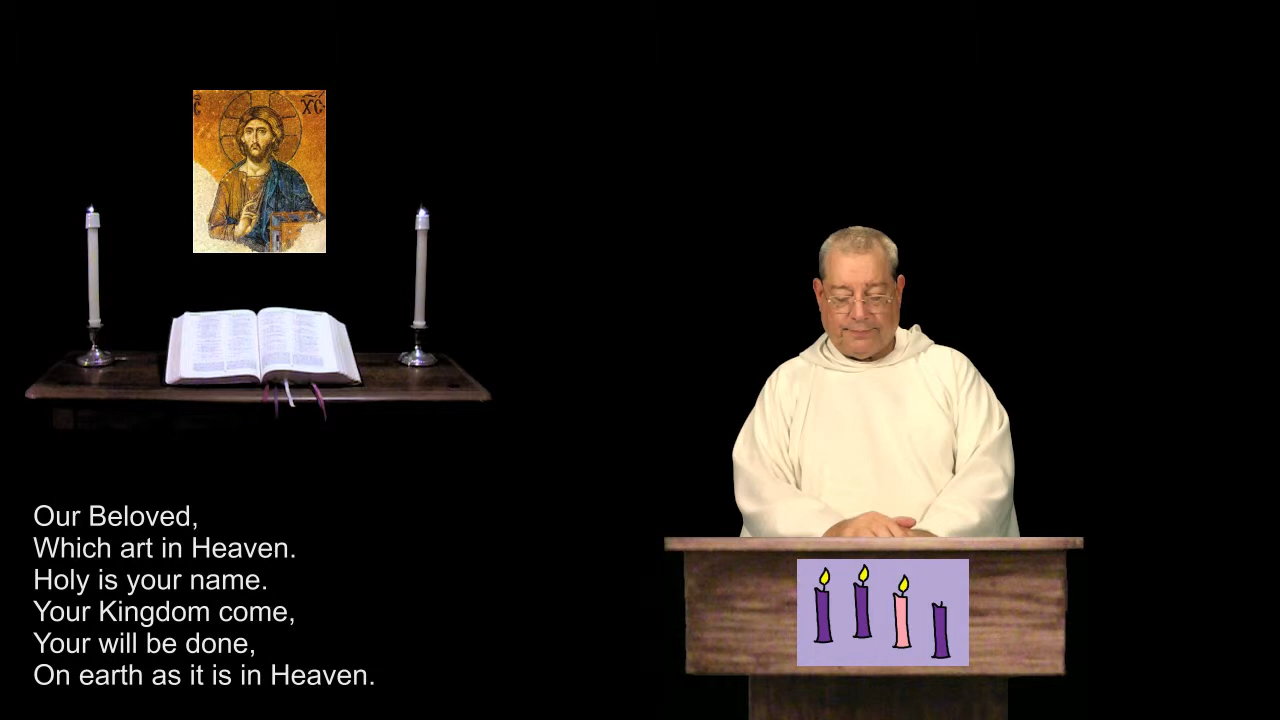 XC
Our Beloved,
Which art in Heaven.
Holy is your name.
Your Kingdom come,
Your will be done,
On earth as it is in Heaven.